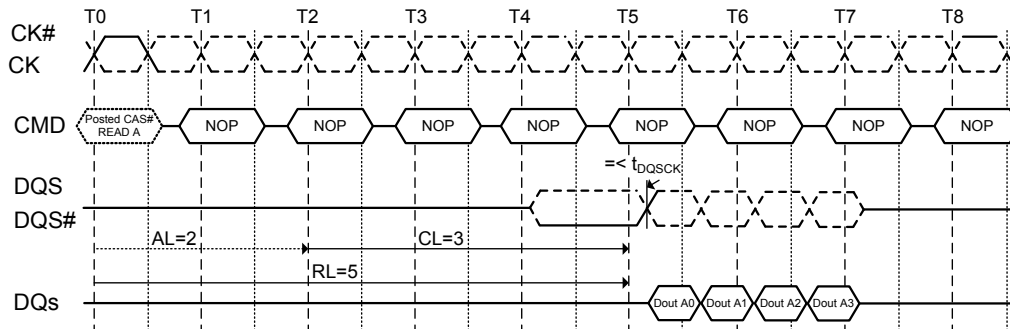 T0 T1 T2 T3 T4 T5 T6 T7 T8
CK#
CK
CMD
Posted CAS#
READ A
NOP NOP NOP NOP NOP NOP NOP NOP
=< tDQSCK
DQS
DQS#
AL=2 CL=3
RL=5
DQs
Dout A0 Dout A1 Dout A2 Dout A3